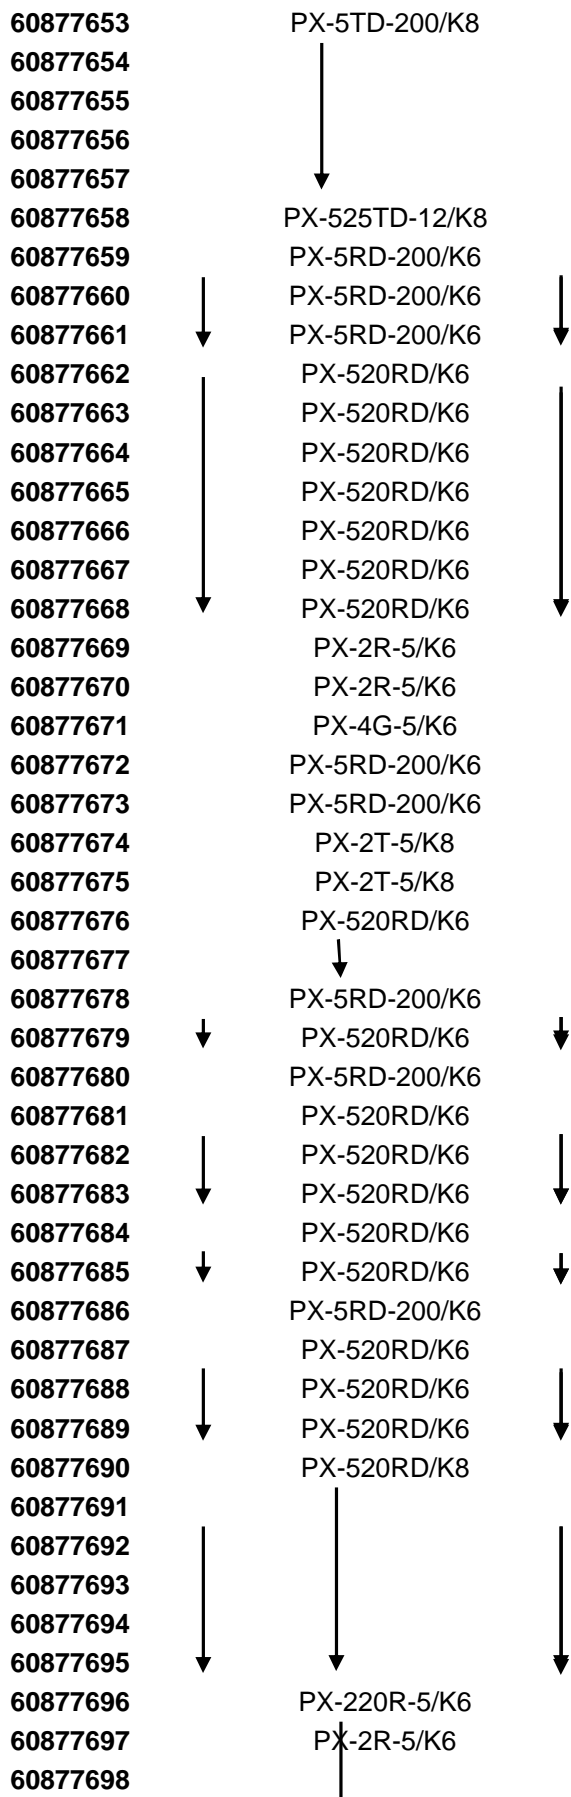 60877653 PX-5TD-200/K8
60877654
60877655
60877656
60877657
60877658 PX-525TD-12/K8
60877659 PX-5RD-200/K6
60877660 PX-5RD-200/K6
60877661 PX-5RD-200/K6
60877662 PX-520RD/K6
60877663 PX-520RD/K6
60877664 PX-520RD/K6
60877665 PX-520RD/K6
60877666 PX-520RD/K6
60877667 PX-520RD/K6
60877668 PX-520RD/K6
60877669 PX-2R-5/K6
60877670 PX-2R-5/K6
60877671 PX-4G-5/K6
60877672 PX-5RD-200/K6
60877673 PX-5RD-200/K6
60877674 PX-2T-5/K8
60877675 PX-2T-5/K8
60877676 PX-520RD/K6
60877677
60877678 PX-5RD-200/K6
60877679 PX-520RD/K6
60877680 PX-5RD-200/K6
60877681 PX-520RD/K6
60877682 PX-520RD/K6
60877683 PX-520RD/K6
60877684 PX-520RD/K6
60877685 PX-520RD/K6
60877686 PX-5RD-200/K6
60877687 PX-520RD/K6
60877688 PX-520RD/K6
60877689 PX-520RD/K6
60877690 PX-520RD/K8
60877691
60877692
60877693
60877694
60877695
60877696 PX-220R-5/K6
60877697 PX-2R-5/K6
60877698